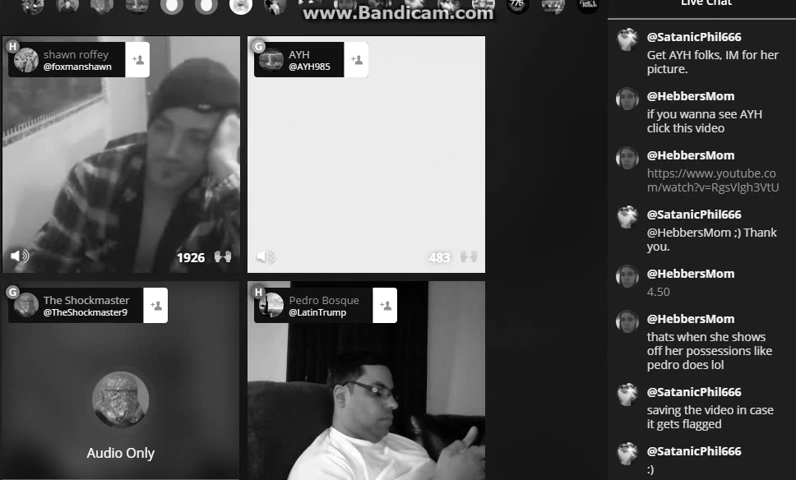 www.Bandicam.com
Live Chat
H
shawn roffey
@foxmanshawn
1926
G
AYH
@AYH985
483
G
The Shockmaster
@TheShockmaster9
Audio Only
H
Pedro Bosque
@LatinTrump
@SatanicPhil666
Get AYH folks, IM for her
picture.
@HebbersMom
if you wanna see AYH
click this video
@HebbersMom
https://www.youtube.co
m/watch?v=RgsVlgh3VtU
@SatanicPhil666
@HebbersMom ;) Thank
you.
@HebbersMom
4.50
@HebbersMom
thats when she shows
off her possessions like
pedro does lol
@SatanicPhil666
saving the video in case
it gets flagged
@SatanicPhil666
:)